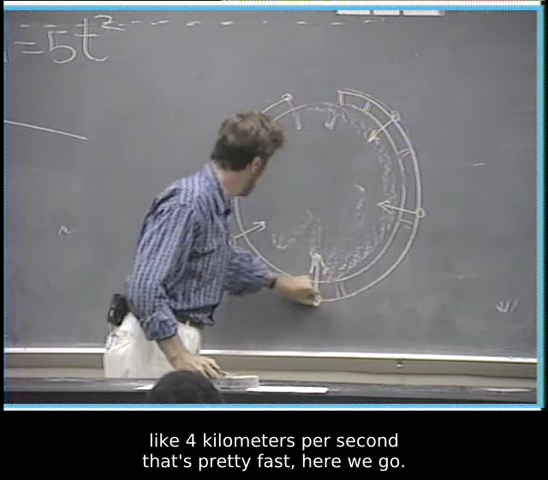 =5t²
like 4 kilometers per second
that's pretty fast, here we go.